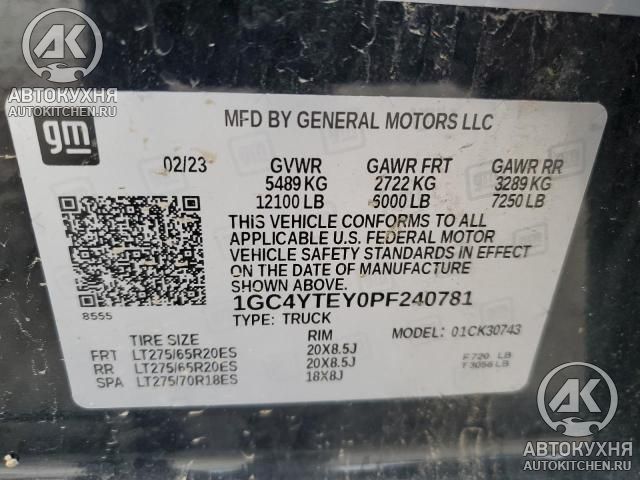 АК
АВТОКУХНЯ
AUTOKITCHEN.RU
gm
MFD BY GENERAL MOTORS LLC
02/23 GVWR GAWR FRT GAWR RR
5489 KG 2722 KG 3289 KG
12100 LB 6000 LB 7250 LB
THIS VEHICLE CONFORMS TO ALL
APPLICABLE U.S. FEDERAL MOTOR
VEHICLE SAFETY STANDARDS IN EFFECT
ON THE DATE OF MANUFACTURE
SHOWN ABOVE.
8555
1GC4YTEY0PF240781
TYPE: TRUCK MODEL: 01CK30743
TIRE SIZE RIM
FRT LT275/65R20ES 20X8.5J
RR LT275/65R20ES 20X8.5J
SPA LT275/70R18ES 18X8J
F 720 LB
T 3056 LB
АК
АВТОКУХНЯ
AUTOKITCHEN.RU